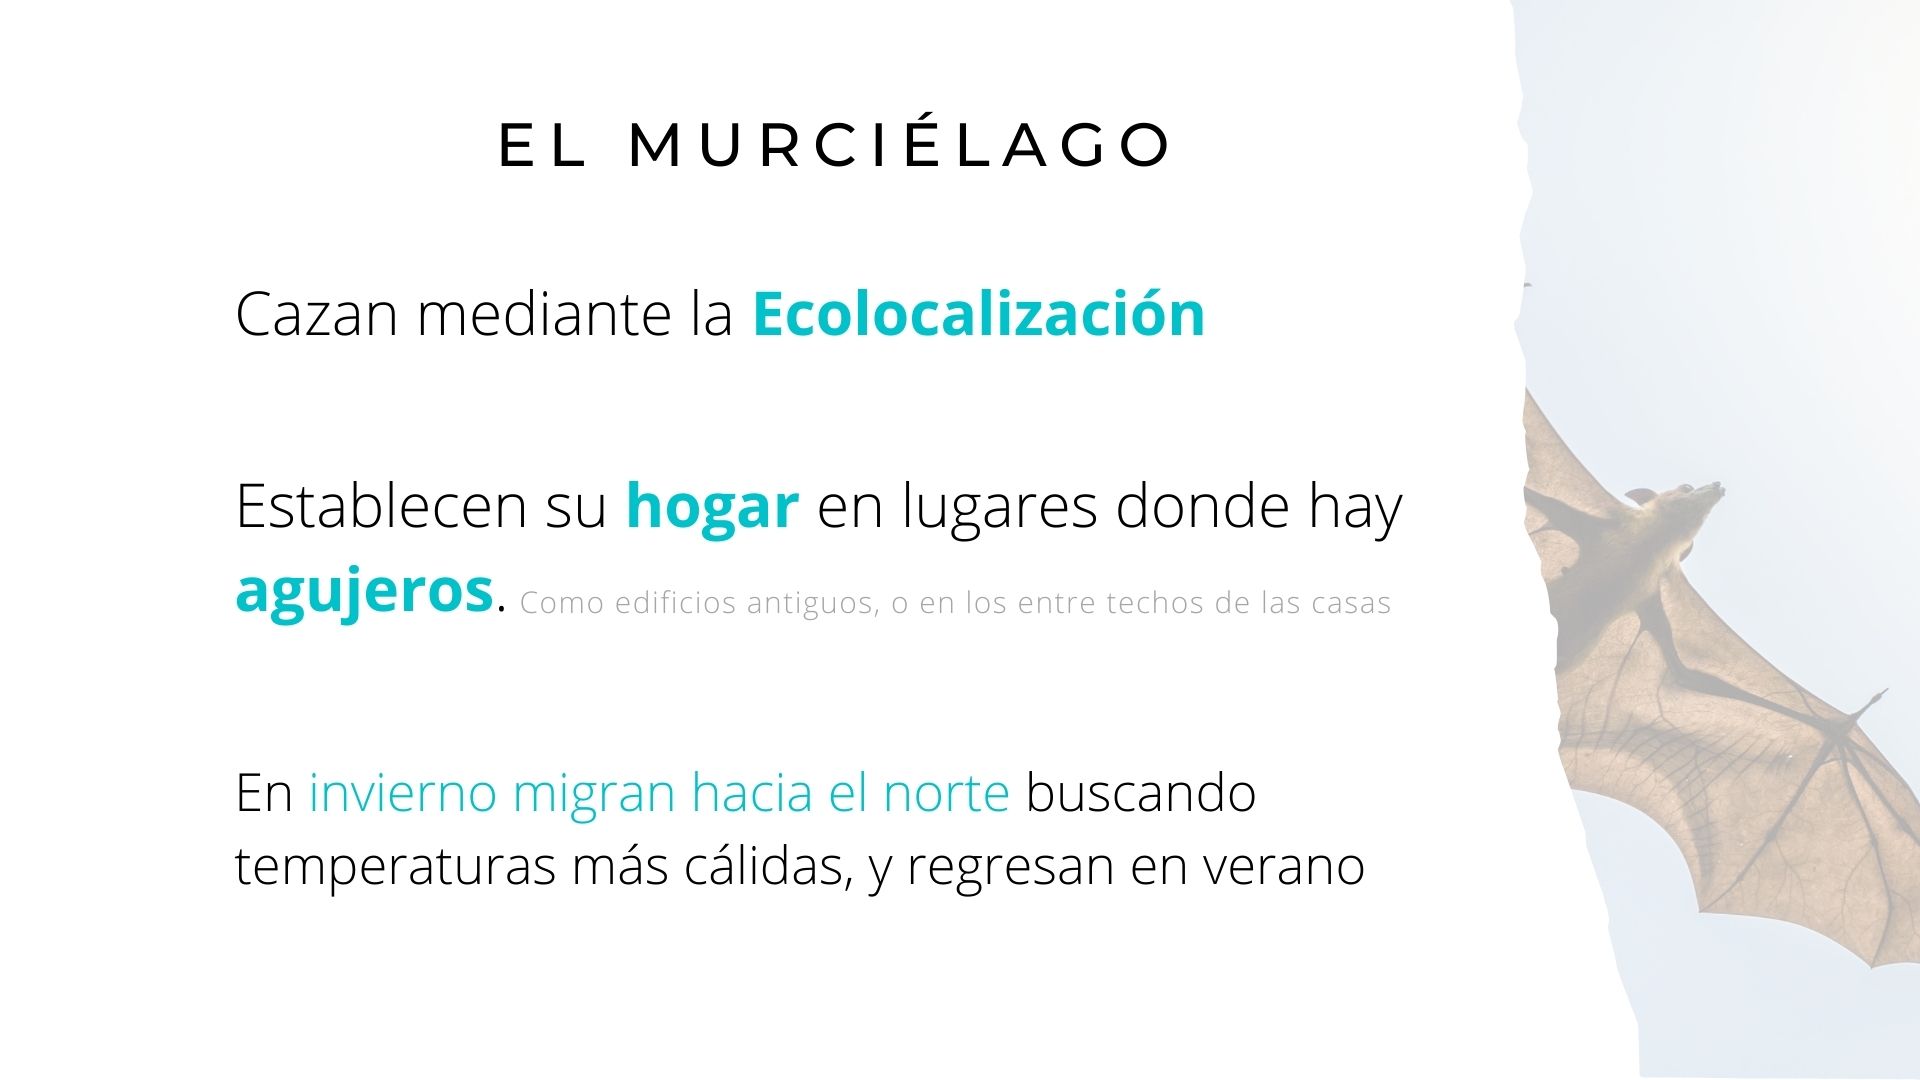 EL MURCIÉLAGO
Cazan mediante la Ecolocalización
Establecen su hogar en lugares donde hay
agujeros. Como edificios antiguos, o en los entre techos de las casas
En invierno migran hacia el norte buscando
temperaturas más cálidas, y regresan en verano